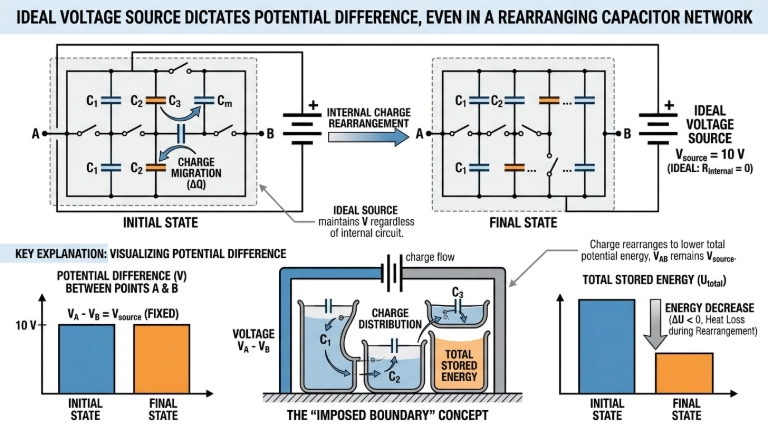 IDEAL VOLTAGE SOURCE DICTATES POTENTIAL DIFFERENCE, EVEN IN A REARRANGING CAPACITOR NETWORK
C1
C2
C3
Cm
A
B
C1
C2
CHARGE
MIGRATION
(ΔQ)
+
INITIAL STATE
INTERNAL CHARGE
REARRANGEMENT
IDEAL SOURCE
maintains V regardless
of internal circuit.
C1
C2
...
A
B
C1
...
...
+
FINAL STATE
IDEAL
VOLTAGE
SOURCE
Vsource = 10 V
(IDEAL: Rinternal = 0)
KEY EXPLANATION: VISUALIZING POTENTIAL DIFFERENCE
POTENTIAL DIFFERENCE (V)
BETWEEN POINTS A & B
VA - VB = Vsource (FIXED)
10 V
INITIAL
STATE
FINAL
STATE
charge flow
VOLTAGE
VA - VB
CHARGE
DISTRIBUTION
C1
C2
C3
TOTAL
STORED
ENERGY
THE "IMPOSED BOUNDARY" CONCEPT
Charge rearranges to lower total
potential energy, VAB remains Vsource.
TOTAL STORED ENERGY (Utotal)
ENERGY DECREASE
(ΔU < 0, Heat Loss
during Rearrangement)
INITIAL
STATE
FINAL
STATE